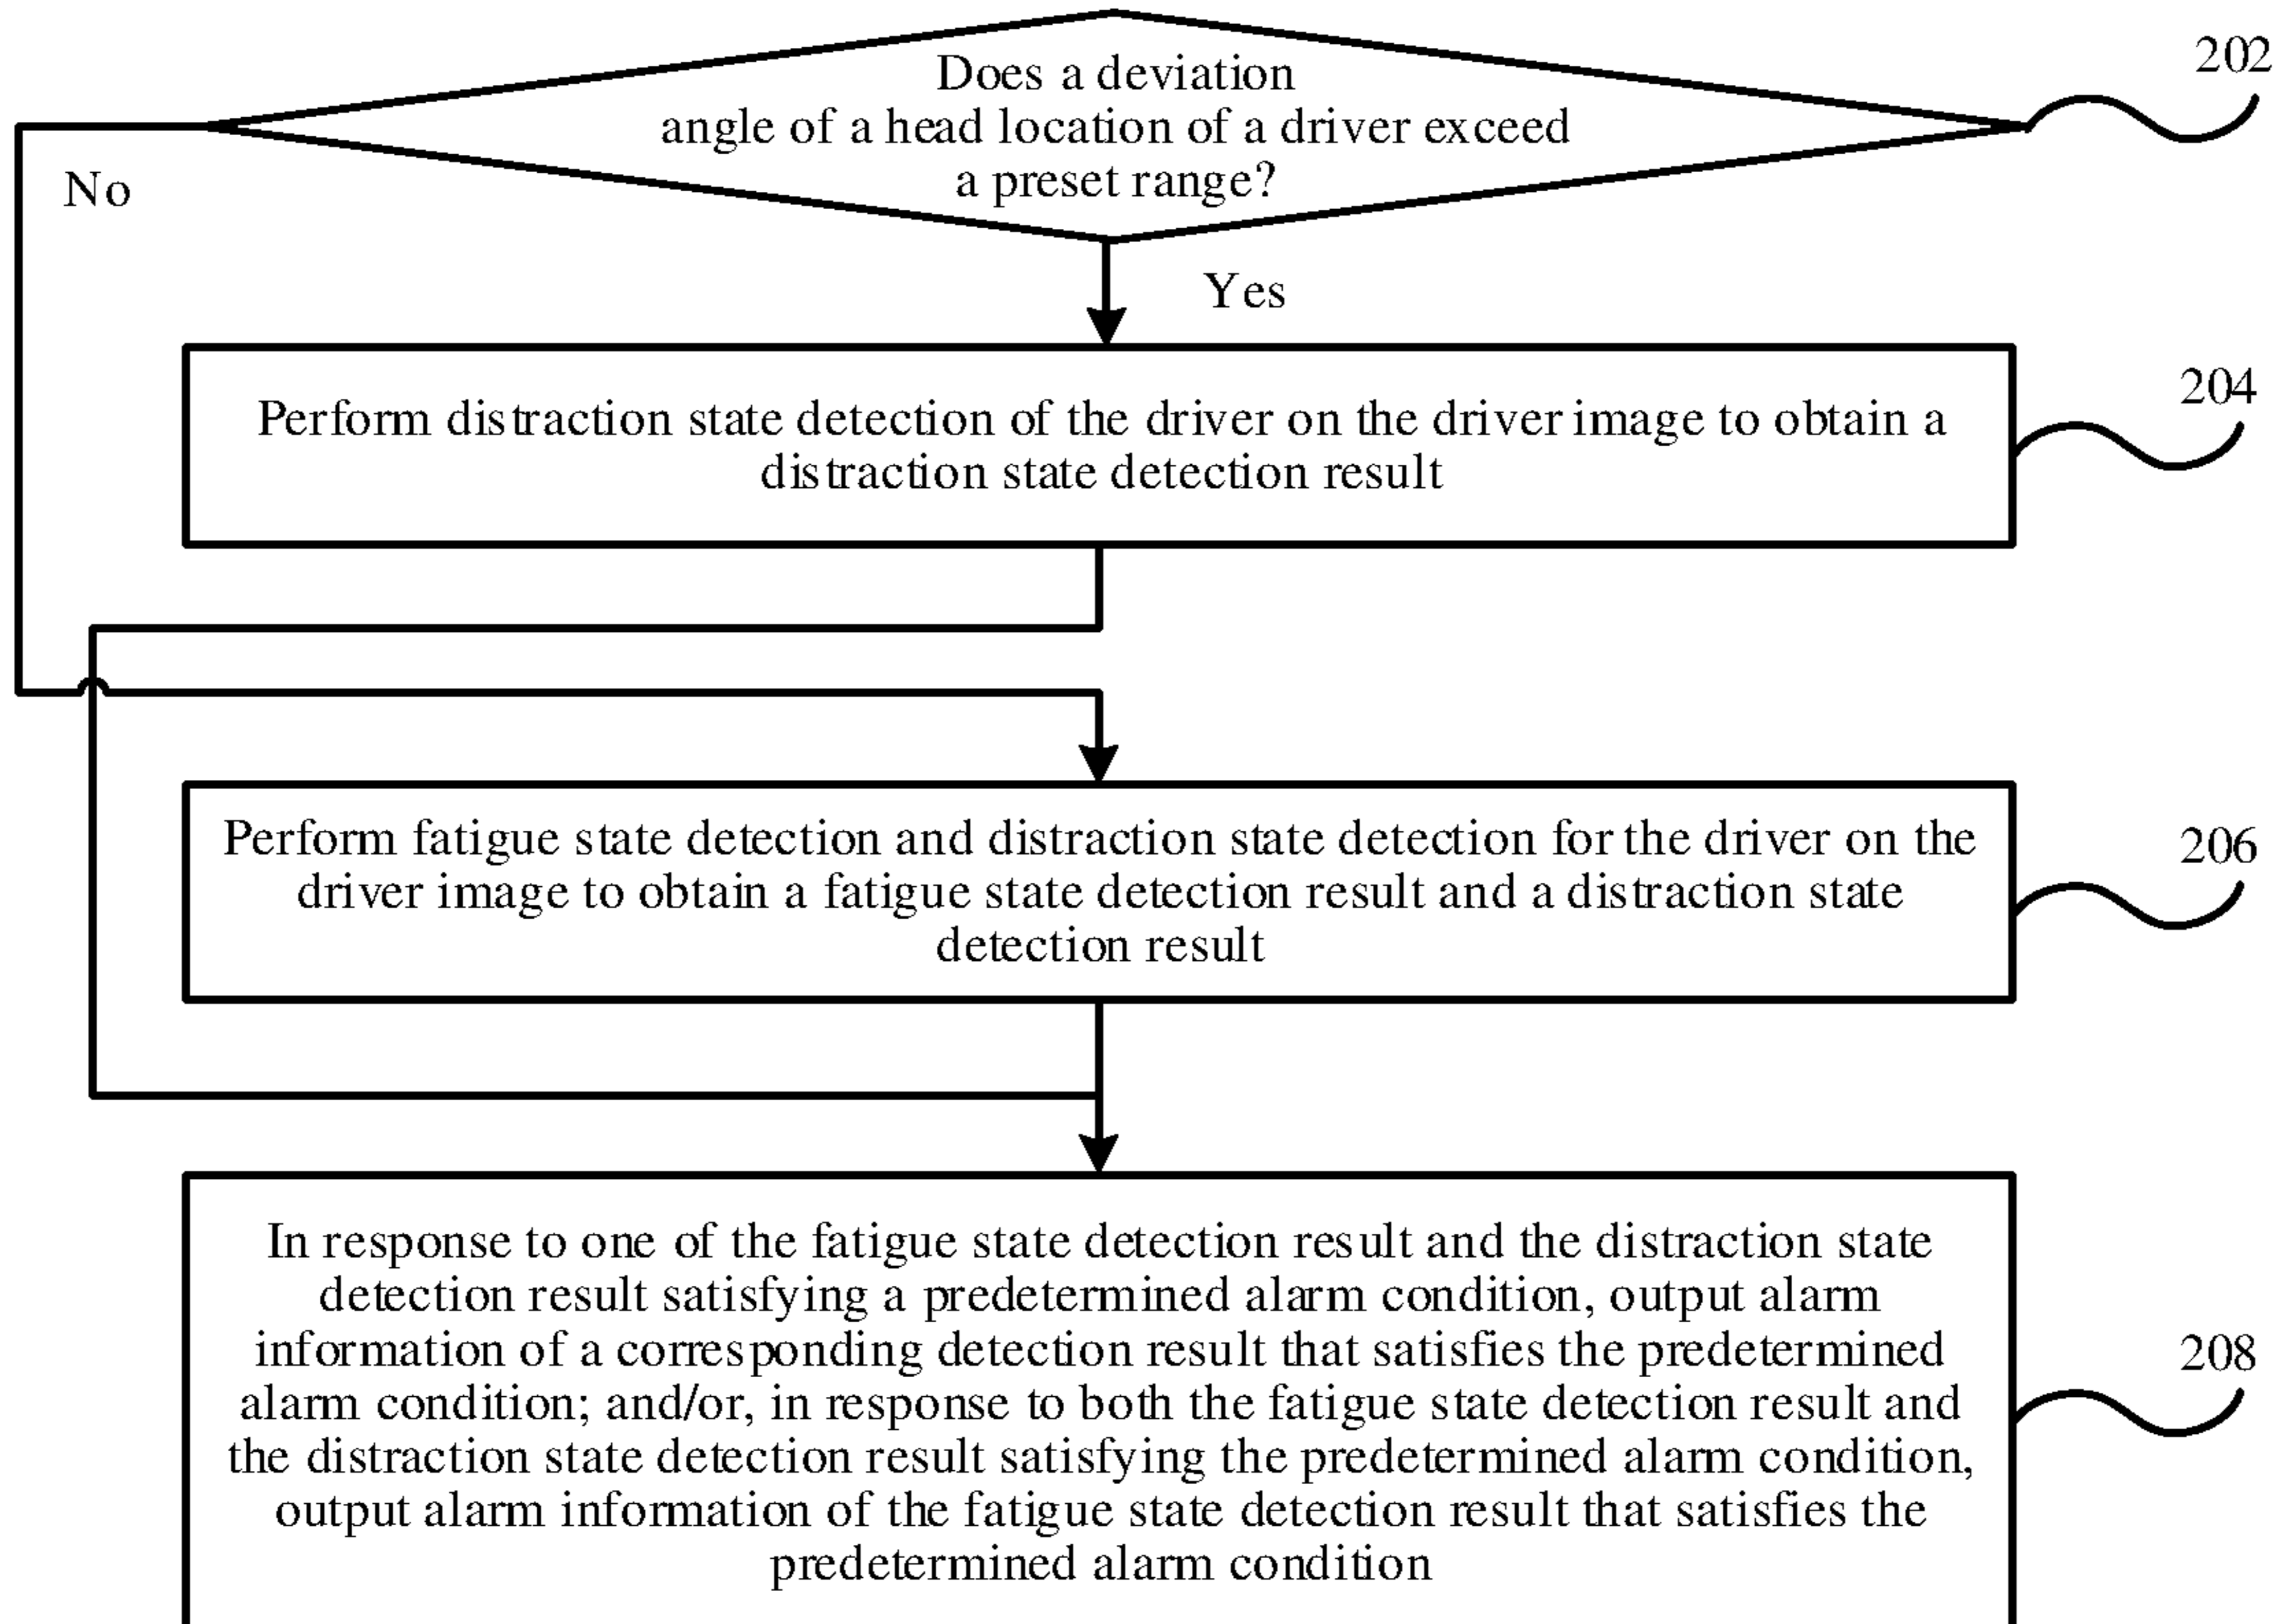 Does a deviation
angle of a head location of a driver exceed
a preset range?
202
No
Yes
204
Perform distraction state detection of the driver on the driver image to obtain a
distraction state detection result
Perform fatigue state detection and distraction state detection for the driver on the
driver image to obtain a fatigue state detection result and a distraction state
detection result
206
In response to one of the fatigue state detection result and the distraction state
detection result satisfying a predetermined alarm condition, output alarm
information of a corresponding detection result that satisfies the predetermined
alarm condition; and/or, in response to both the fatigue state detection result and
the distraction state detection result satisfying the predetermined alarm condition,
output alarm information of the fatigue state detection result that satisfies the
predetermined alarm condition
208